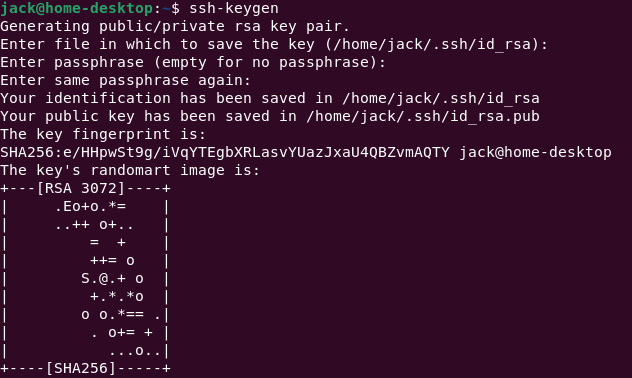 jack@home-desktop:~$ ssh-keygen
Generating public/private rsa key pair.
Enter file in which to save the key (/home/jack/.ssh/id_rsa):
Enter passphrase (empty for no passphrase):
Enter same passphrase again:
Your identification has been saved in /home/jack/.ssh/id_rsa
Your public key has been saved in /home/jack/.ssh/id_rsa.pub
The key fingerprint is:
SHA256:e/HHpwSt9g/iVqYTEgbXRLasvYUazJxaU4QBZvmAQTY jack@home-desktop
The key's randomart image is:
+---[RSA 3072]----+
|     .Eo+o.*=    |
|     ..++ o+..   |
|         =  +    |
|         ++= o   |
|        S.@.+ o  |
|         +.*.*o  |
|        o o.*== .|
|         . o+= + |
|           ...o..|
+----[SHA256]-----+